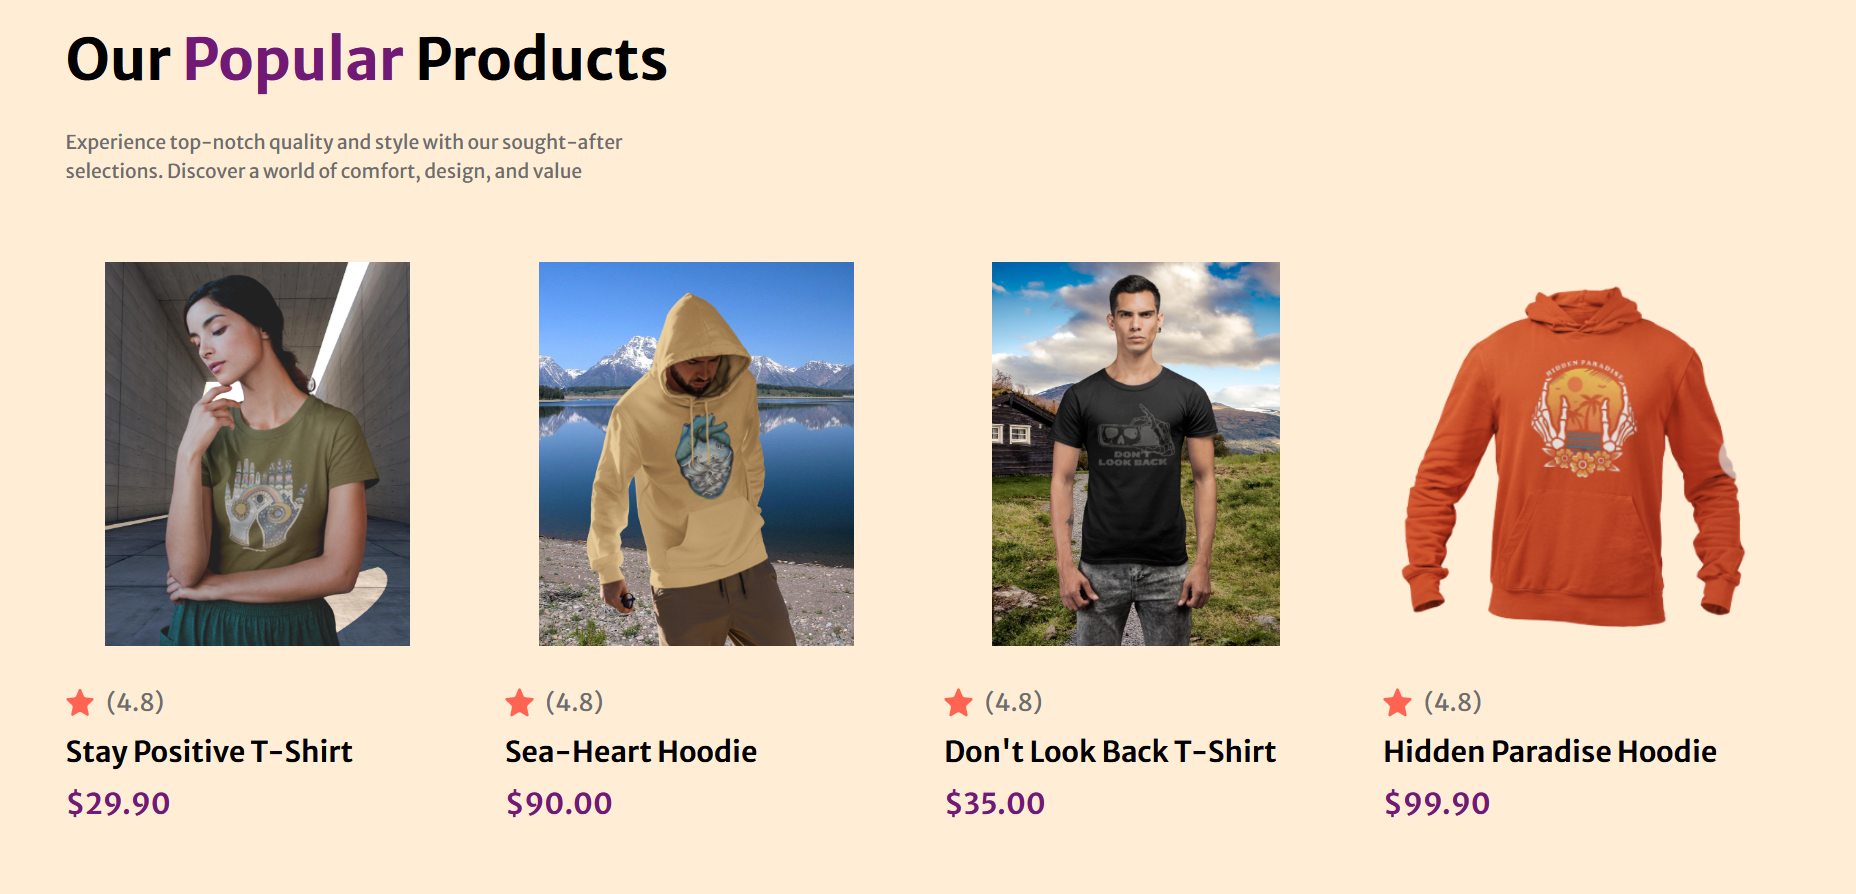 Our Popular Products
Experience top-notch quality and style with our sought-after
selections. Discover a world of comfort, design, and value
DON'T
LOOK BACK
HIDDEN PARADISE
(4.8)
Stay Positive T-Shirt
$29.90
(4.8)
Sea-Heart Hoodie
$90.00
(4.8)
Don't Look Back T-Shirt
$35.00
(4.8)
Hidden Paradise Hoodie
$99.90